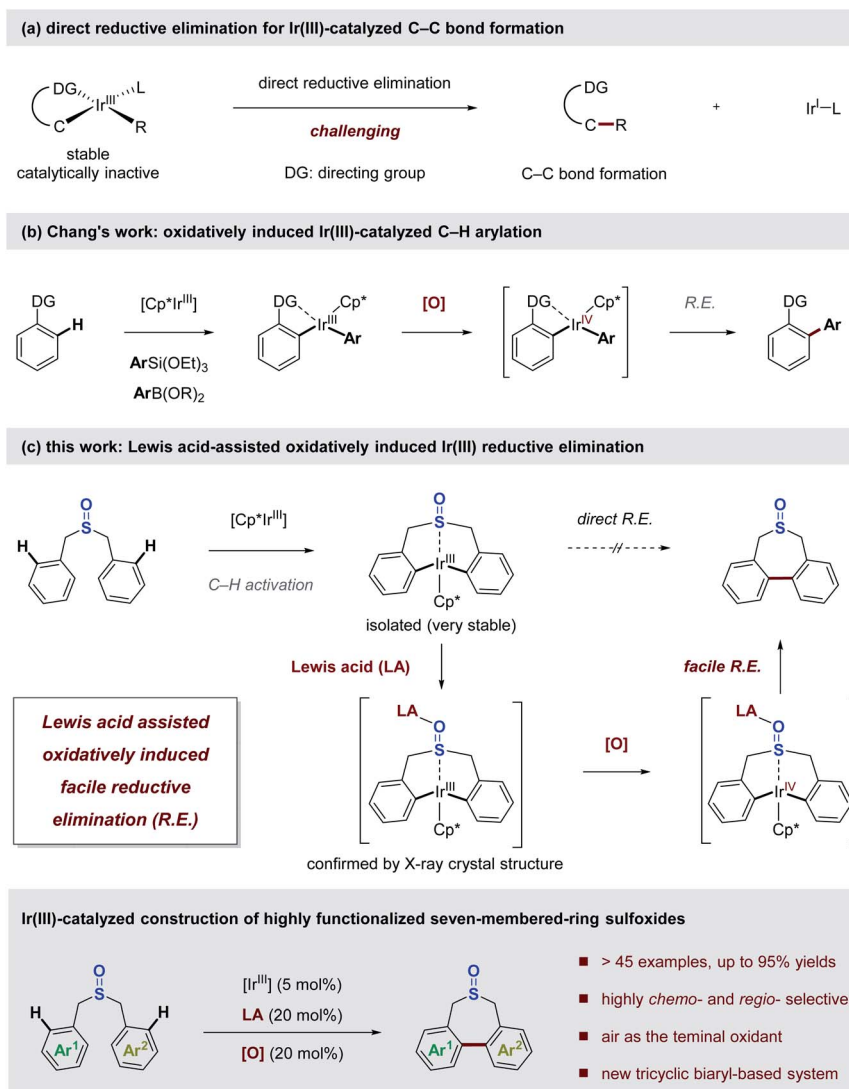 (a) direct reductive elimination for Ir(III)-catalyzed C–C bond formation
DG
Ir^III
L
C
R
stable
catalytically inactive
direct reductive elimination
challenging
DG: directing group
DG
C
R
C–C bond formation
+
Ir^I–L
(b) Chang's work: oxidatively induced Ir(III)-catalyzed C–H arylation
DG
H
[Cp*Ir^III]
ArSi(OEt)3
ArB(OR)2
DG
Cp*
Ir^III
Ar
[O]
DG
Cp*
Ir^IV
Ar
R.E.
DG
Ar
(c) this work: Lewis acid-assisted oxidatively induced Ir(III) reductive elimination
O
S
H
H
[Cp*Ir^III]
C–H activation
O
S
Ir^III
Cp*
isolated (very stable)
direct R.E.
O
S
Lewis acid (LA)
facile R.E.
Lewis acid assisted
oxidatively induced
facile reductive
elimination (R.E.)
LA
O
S
Ir^III
Cp*
confirmed by X-ray crystal structure
[O]
LA
O
S
Ir^IV
Cp*
Ir(III)-catalyzed construction of highly functionalized seven-membered-ring sulfoxides
O
S
H
H
Ar^1
Ar^2
[Ir^III] (5 mol%)
LA (20 mol%)
[O] (20 mol%)
O
S
Ar^1
Ar^2
■ > 45 examples, up to 95% yields
■ highly chemo- and regio- selective
■ air as the teminal oxidant
■ new tricyclic biaryl-based system